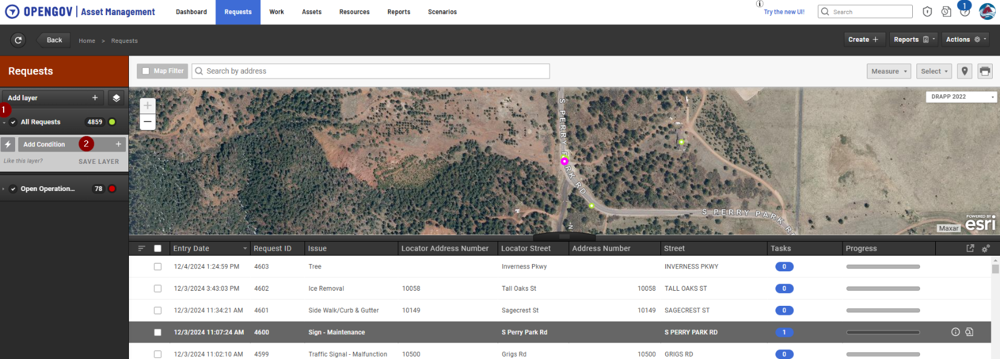 OPENGOV | Asset Management Dashboard Requests Work Assets Resources Reports Scenarios Try the new UI! Search 1
Back Home > Requests Create + Reports Actions
Requests
Map Filter Search by address Measure Select
Add layer +
DRAPP 2022
1
All Requests 4859
Add Condition 2 +
Like this layer? SAVE LAYER
Open Operation... 78
S PERRY PARK RD
S PERRY PARK RD
N
POWERED BY
esri
Maxar
Entry Date Request ID Issue Locator Address Number Locator Street Address Number Street Tasks Progress
12/4/2024 1:24:59 PM 4603 Tree Inverness Pkwy INVERNESS PKWY 0
12/3/2024 3:43:03 PM 4602 Ice Removal 10058 Tall Oaks St 10058 TALL OAKS ST 0
12/3/2024 11:34:21 AM 4601 Side Walk/Curb & Gutter 10149 Sagecrest St 10149 SAGECREST ST 0
12/3/2024 11:07:24 AM 4600 Sign - Maintenance S Perry Park Rd S PERRY PARK RD 1
12/3/2024 11:02:10 AM 4599 Traffic Signal - Malfunction 10500 Grigs Rd 10500 GRIGS RD 0